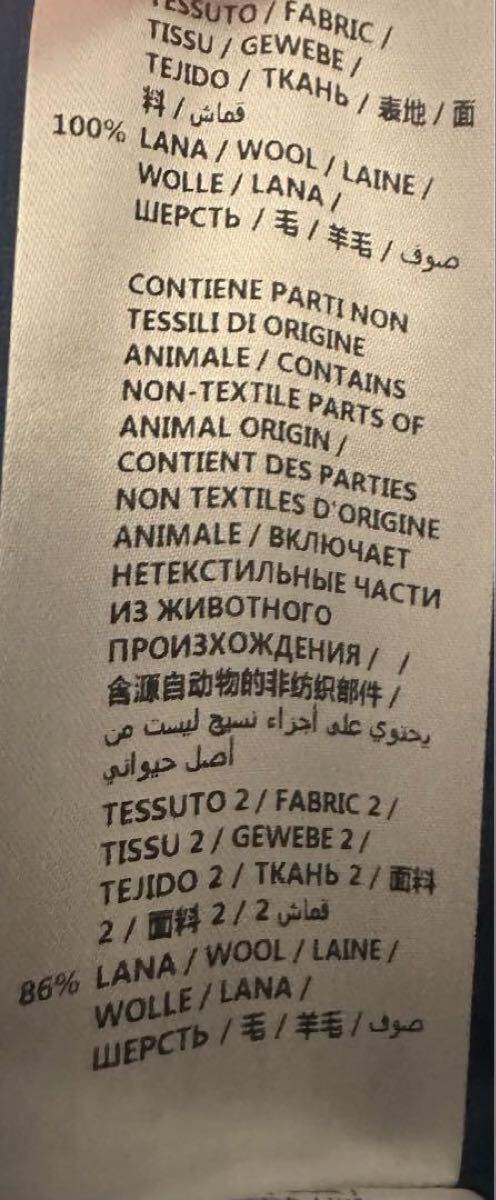 TESSUTO / FABRIC /
TISSU / GEWEBE /
TEJIDO / ТКАНЬ / 表地 / 面
料 / قماش
100% LANA / WOOL / LAINE /
WOLLE / LANA /
ШЕРСТЬ / 毛 / 羊毛 / صوف
CONTIENE PARTI NON
TESSILI DI ORIGINE
ANIMALE / CONTAINS
NON-TEXTILE PARTS OF
ANIMAL ORIGIN /
CONTIENT DES PARTIES
NON TEXTILES D'ORIGINE
ANIMALE / ВКЛЮЧАЕТ
НЕТЕКСТИЛЬНЫЕ ЧАСТИ
ИЗ ЖИВОТНОГО
ПРОИЗХОЖДЕНИЯ / /
含源自动物的非纺织部件 /
يحتوي على أجزاء نسيج ليست من
أصل حيواني
TESSUTO 2 / FABRIC 2 /
TISSU 2 / GEWEBE 2 /
TEJIDO 2 / ТКАНЬ 2 / 面料
2 / 面料 2 / 2 قماش
86% LANA / WOOL / LAINE /
WOLLE / LANA /
ШЕРСТЬ / 毛 / 羊毛 / صوف